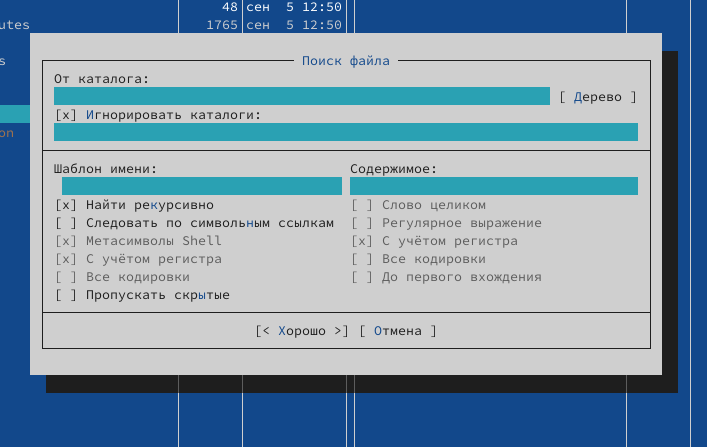 48 сен 5 12:50
utes 1765 сен 5 12:50
s
on
Поиск файла
От каталога:
[ Дерево ]
[x] Игнорировать каталоги:
Шаблон имени: Содержимое:
[x] Найти рекурсивно [ ] Слово целиком
[ ] Следовать по символьным ссылкам [ ] Регулярное выражение
[x] Метасимволы Shell [x] С учётом регистра
[x] С учётом регистра [ ] Все кодировки
[ ] Все кодировки [ ] До первого вхождения
[ ] Пропускать скрытые
[< Хорошо >] [ Отмена ]